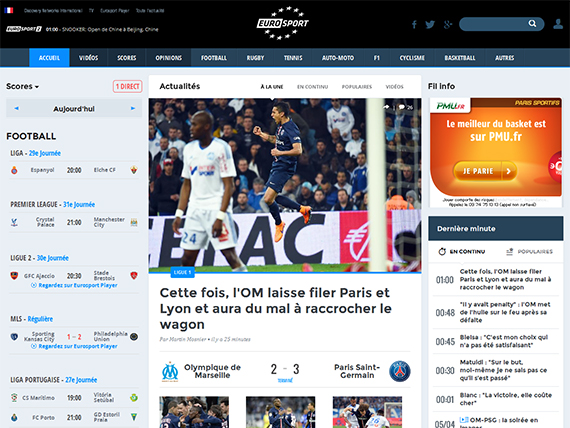 Discovery Networks International TV Eurosport Player Toute l'actualité
EUROSPORT 2 01:00 - SNOOKER: Open de Chine à Beijing, Chine
EUROSPORT
ACCUEIL VIDÉOS SCORES OPINIONS FOOTBALL RUGBY TENNIS AUTO-MOTO F1 CYCLISME BASKETBALL AUTRES
Scores 1 DIRECT
Aujourd'hui
FOOTBALL
LIGA - 29e Journée
Espanyol 20:00 Elche CF
PREMIER LEAGUE - 31e Journée
Crystal Palace 21:00 Manchester City
LIGUE 2 - 30e Journée
GFC Ajaccio 20:30 Stade Brestois
Regardez sur Eurosport Player
MLS - Régulière
Sporting Kansas City 1 - 2 Philadelphia Union
Regardez sur Eurosport Player
LIGA PORTUGAISE - 27e Journée
CS Maritimo 19:00 Vitória Setúbal
FC Porto 21:00 GD Estoril Praia
Actualités À LA UNE EN CONTINU POPULAIRES VIDÉOS
26
BRAC
LIGUE 1
Cette fois, l'OM laisse filer Paris et
Lyon et aura du mal à raccrocher le
wagon
Par Martin Mosnier • Il y a 25 minutes
Olympique de Marseille 2 - 3 Paris Saint-Germain
terminé
Fil info
PMU.fr PARIS SPORTIFS
Le meilleur du basket est
sur PMU.fr
JE PARIE
Jouer comporte des risques :
Appelez le 09 74 75 13 13 (appel non surtaxé)
Dernière minute
EN CONTINU POPULAIRES
01:00 Cette fois, l'OM laisse filer Paris et Lyon et aura du mal à raccrocher le wagon
00:48 "Il y avait penalty" : l'OM met de l'huile sur le feu après sa défaite
00:45 Bielsa : "C'est mon choix qui n'a pas été satisfaisant"
00:30 Matuidi : "Sur le but, moi-même je ne sais pas ce qu'il s'est passé"
00:01 Blanc : "La victoire, elle coûte cher"
05/04 OM-PSG : la soirée en